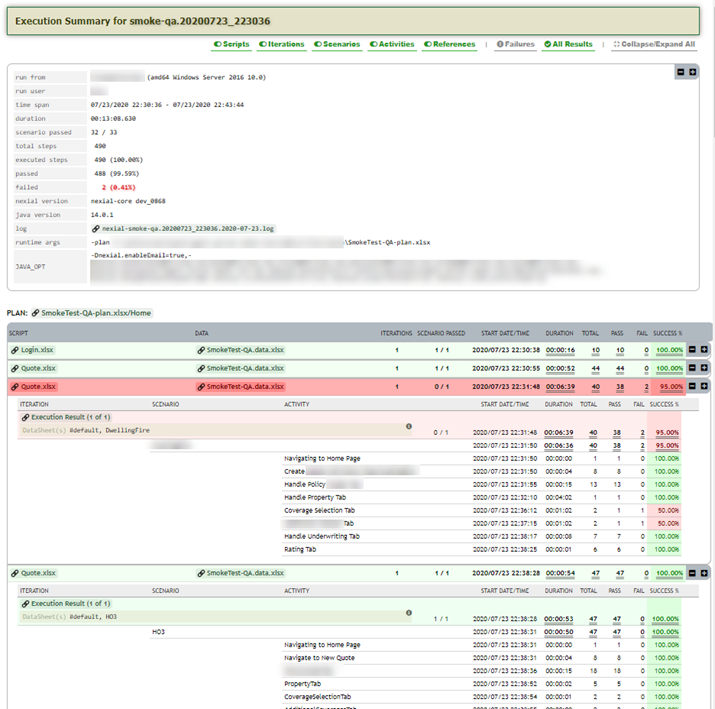 Execution Summary for smoke-qa.20200723_223036
Scripts Iterations Scenarios Activities References | Failures All Results | Collapse/Expand All
run from (amd64 Windows Server 2016 10.0)
run user
time span 07/23/2020 22:30:36 - 07/23/2020 22:43:44
duration 00:13:08.630
scenario passed 32 / 33
total steps 490
executed steps 490 (100.00%)
passed 488 (99.59%)
failed 2 (0.41%)
nexial version nexial-core dev_0868
java version 14.0.1
log nexial-smoke-qa.20200723_223036.2020-07-23.log
runtime args -plan \SmokeTest-QA-plan.xlsx
JAVA_OPT -Dnexial.enableEmail=true,-
PLAN: SmokeTest-QA-plan.xlsx/Home
SCRIPT DATA ITERATIONS SCENARIO PASSED START DATE/TIME DURATION TOTAL PASS FAIL SUCCESS %
Login.xlsx SmokeTest-QA.data.xlsx 1 1 / 1 2020/07/23 22:30:38 00:00:16 10 10 0 100.00%
Quote.xlsx SmokeTest-QA.data.xlsx 1 1 / 1 2020/07/23 22:30:55 00:00:52 44 44 0 100.00%
Quote.xlsx SmokeTest-QA.data.xlsx 1 0 / 1 2020/07/23 22:31:48 00:06:39 40 38 2 95.00%
ITERATION SCENARIO ACTIVITY START DATE/TIME DURATION TOTAL PASS FAIL SUCCESS %
Execution Result (1 of 1)
DataSet(s) #default, DwellingFire 0 / 1 2020/07/23 22:31:48 00:06:39 40 38 2 95.00%
2020/07/23 22:31:50 00:06:36 40 38 2 95.00%
Navigating to Home Page 2020/07/23 22:31:50 00:00:00 1 1 0 100.00%
Create 2020/07/23 22:31:50 00:00:04 8 8 0 100.00%
Handle Policy 2020/07/23 22:31:55 00:00:15 13 13 0 100.00%
Handle Property Tab 2020/07/23 22:32:10 00:04:02 1 1 0 100.00%
Coverage Selection Tab 2020/07/23 22:36:12 00:01:02 2 1 1 50.00%
Tab 2020/07/23 22:37:15 00:01:02 2 1 1 50.00%
Handle Underwriting Tab 2020/07/23 22:38:17 00:00:08 7 7 0 100.00%
Rating Tab 2020/07/23 22:38:25 00:00:01 6 6 0 100.00%
Quote.xlsx SmokeTest-QA.data.xlsx 1 1 / 1 2020/07/23 22:38:28 00:00:54 47 47 0 100.00%
ITERATION SCENARIO ACTIVITY START DATE/TIME DURATION TOTAL PASS FAIL SUCCESS %
Execution Result (1 of 1)
DataSet(s) #default, HO3 1 / 1 2020/07/23 22:38:28 00:00:53 47 47 0 100.00%
HO3 2020/07/23 22:38:31 00:00:50 47 47 0 100.00%
Navigating to Home Page 2020/07/23 22:38:31 00:00:00 1 1 0 100.00%
Navigate to New Quote 2020/07/23 22:38:31 00:00:04 8 8 0 100.00%
2020/07/23 22:38:36 00:00:15 18 18 0 100.00%
PropertyTab 2020/07/23 22:38:52 00:00:02 5 5 0 100.00%
CoverageSelectionTab 2020/07/23 22:38:54 00:00:01 2 2 0 100.00%